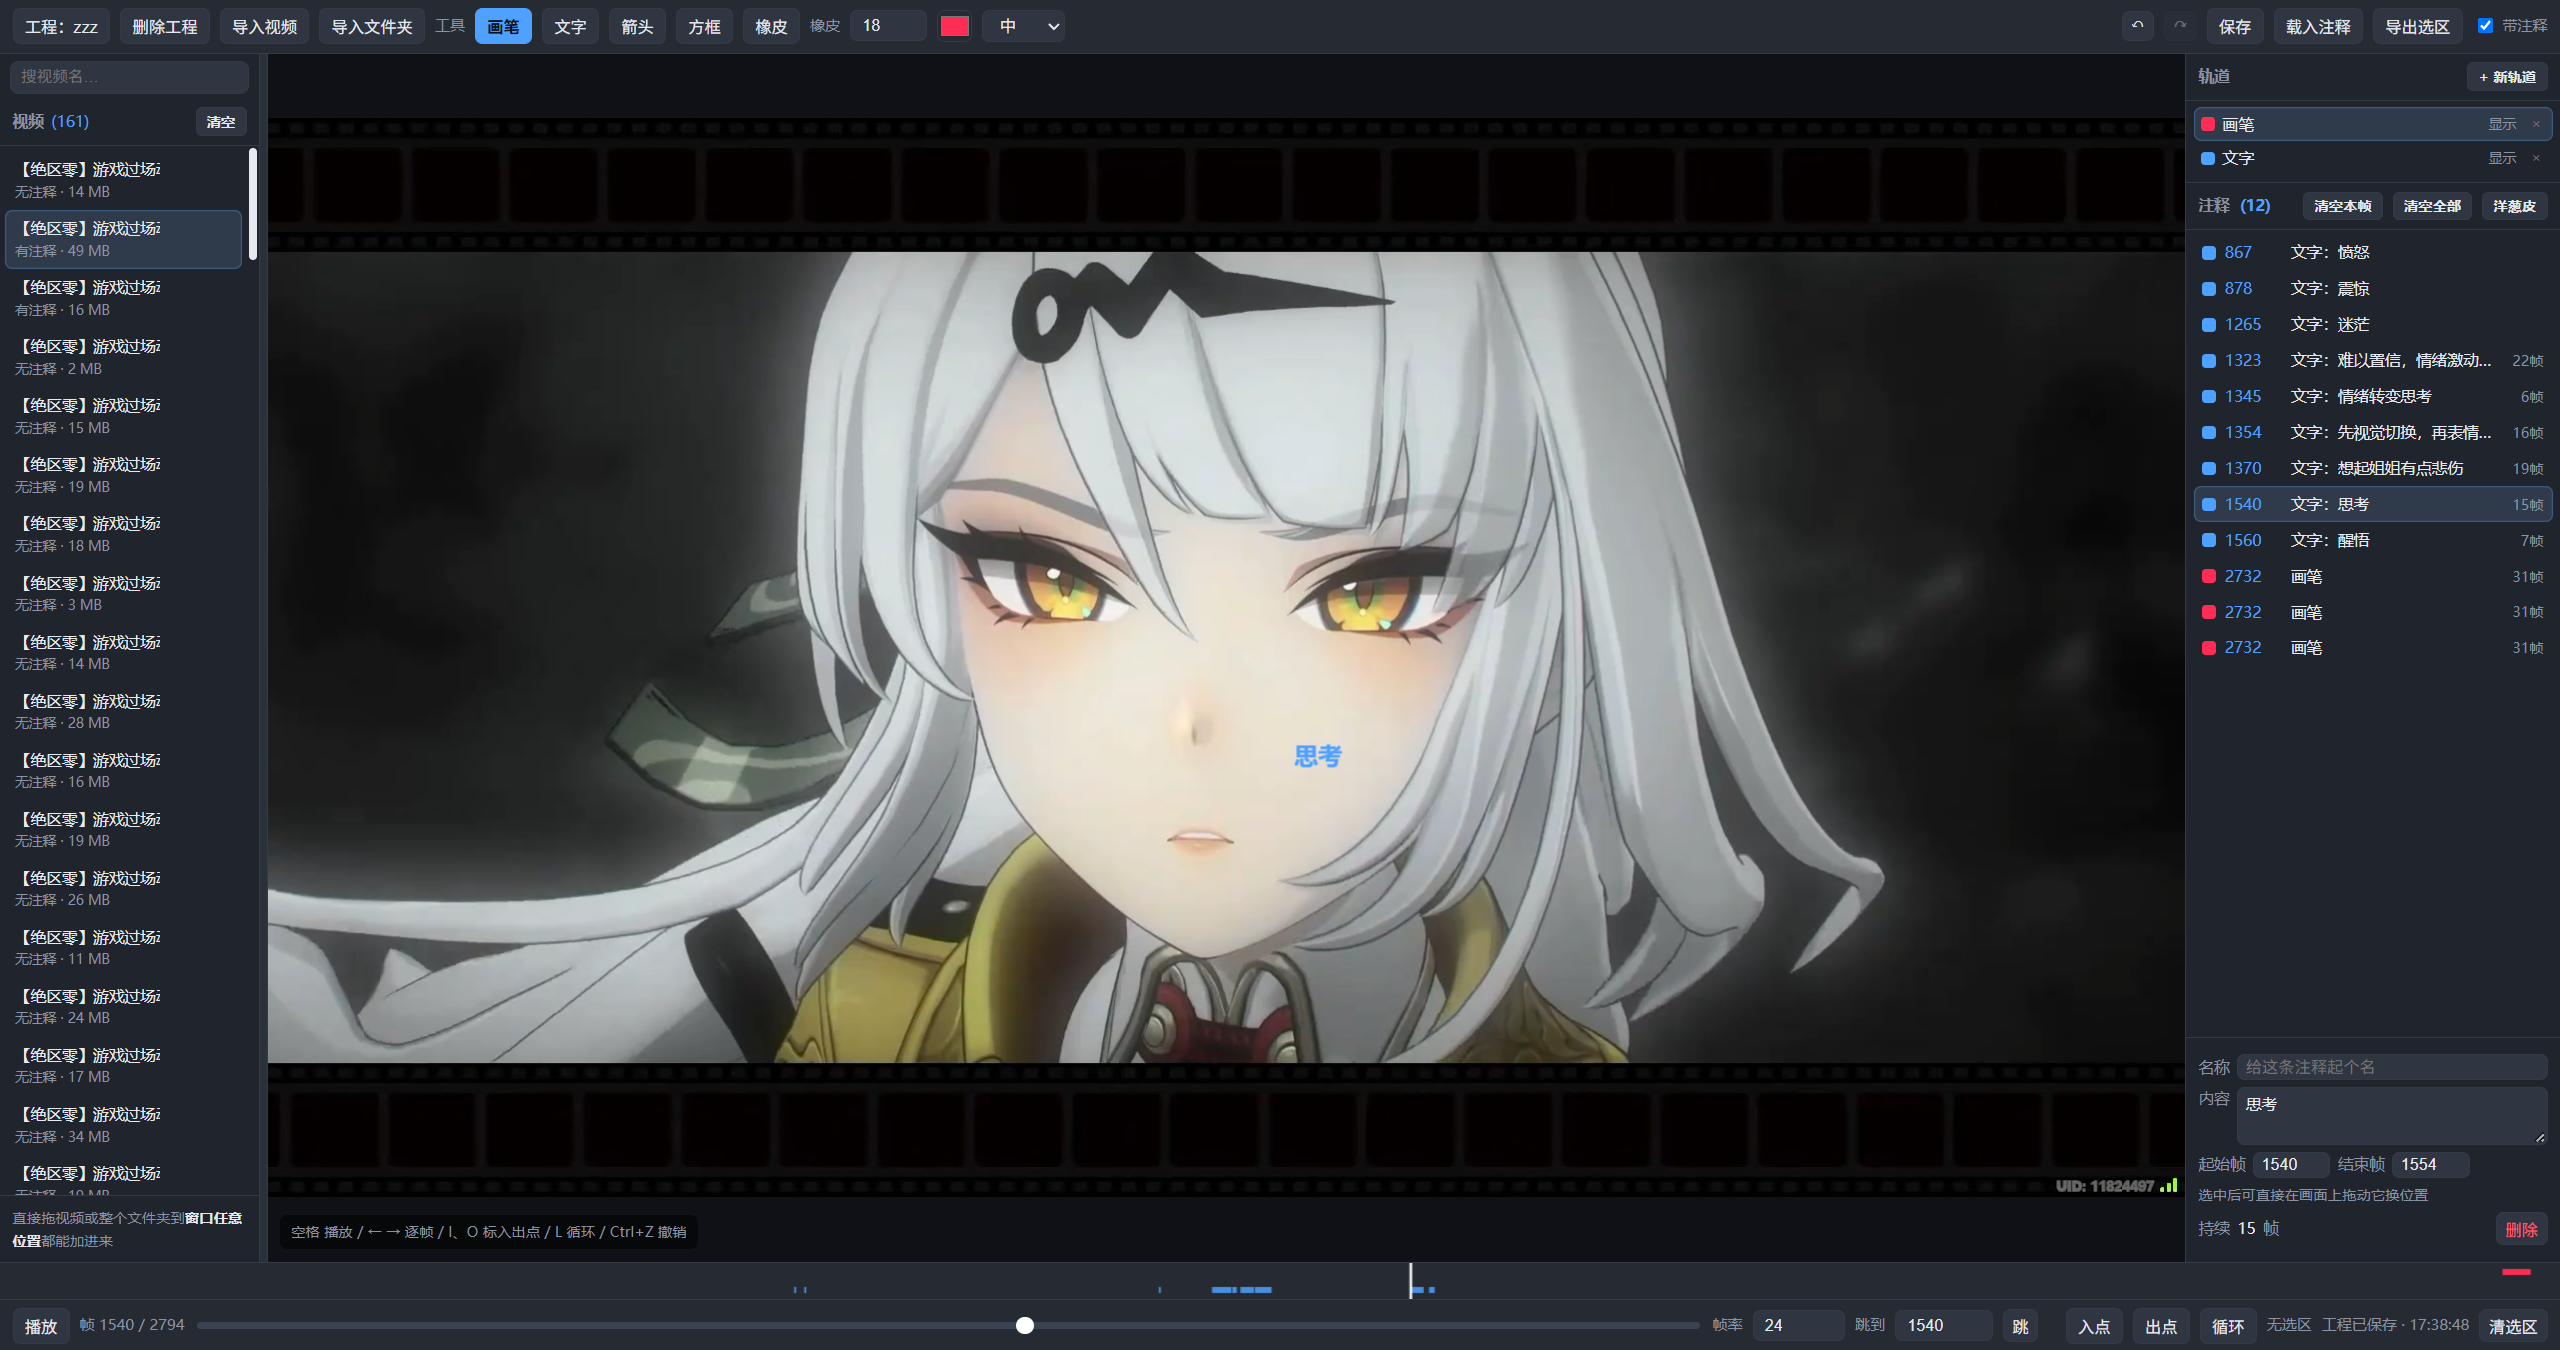 工程：zzz 删除工程 导入视频 导入文件夹 工具 画笔 文字 箭头 方框 橡皮 橡皮 18 中 保存 载入注释 导出选区 带注释
搜视频名...
视频 (161) 清空
【绝区零】游戏过场
无注释 · 14 MB
【绝区零】游戏过场
有注释 · 49 MB
【绝区零】游戏过场
有注释 · 16 MB
【绝区零】游戏过场
无注释 · 2 MB
【绝区零】游戏过场
无注释 · 15 MB
【绝区零】游戏过场
无注释 · 19 MB
【绝区零】游戏过场
无注释 · 18 MB
【绝区零】游戏过场
无注释 · 3 MB
【绝区零】游戏过场
无注释 · 14 MB
【绝区零】游戏过场
无注释 · 28 MB
【绝区零】游戏过场
无注释 · 16 MB
【绝区零】游戏过场
无注释 · 19 MB
【绝区零】游戏过场
无注释 · 26 MB
【绝区零】游戏过场
无注释 · 11 MB
【绝区零】游戏过场
无注释 · 24 MB
【绝区零】游戏过场
无注释 · 17 MB
【绝区零】游戏过场
无注释 · 34 MB
【绝区零】游戏过场
直接拖视频或整个文件夹到窗口任意
位置都能加进来
思考
UID: 11824497
空格 播放 / ← → 逐帧 / I、O 标入出点 / L 循环 / Ctrl+Z 撤销
轨道 + 新轨道
画笔 显示 ×
文字 显示 ×
注释 (12) 清空本帧 清空全部 洋葱皮
867 文字：愤怒
878 文字：震惊
1265 文字：迷茫
1323 文字：难以置信，情绪激动... 22帧
1345 文字：情绪转变思考 6帧
1354 文字：先视觉切换，再表情... 16帧
1370 文字：想起姐姐有点悲伤 19帧
1540 文字：思考 15帧
1560 文字：醒悟 7帧
2732 画笔 31帧
2732 画笔 31帧
2732 画笔 31帧
名称 给这条注释起个名
内容 思考
起始帧 1540 结束帧 1554
选中后可直接在画面上拖动它换位置
持续 15 帧 删除
播放 帧 1540 / 2794 帧率 24 跳到 1540 跳 入点 出点 循环 无选区 工程已保存 · 17:38:48 清选区